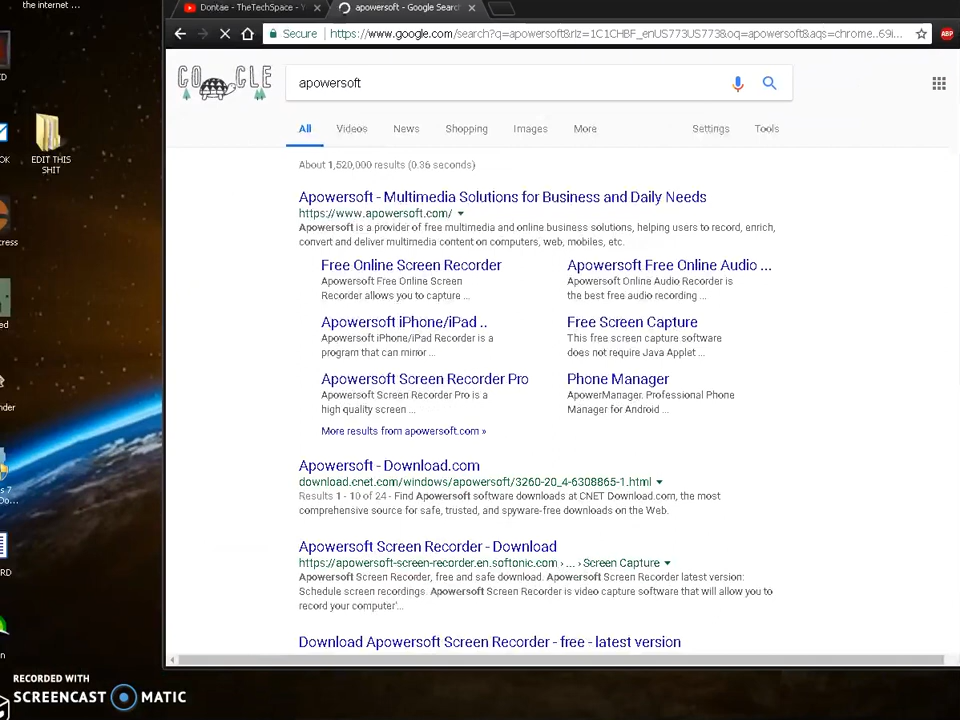 the internet ...
Dontae - TheTechSpace - Y
apowersoft - Google Search
Secure
https://www.google.com/search?q=apowersoft&rlz=1C1CHBF_enUS773US773&oq=apowersoft&aqs=chrome..69i...
ABP
apowersoft
All
Videos
News
Shopping
Images
More
Settings
Tools
EDIT THIS
SHIT
About 1,520,000 results (0.36 seconds)
Apowersoft - Multimedia Solutions for Business and Daily Needs
https://www.apowersoft.com/
Apowersoft is a provider of free multimedia and online business solutions, helping users to record, enrich,
convert and deliver multimedia content on computers, web, mobiles, etc.
Free Online Screen Recorder
Apowersoft Free Online Screen
Recorder allows you to capture ...
Apowersoft Free Online Audio ...
Apowersoft Online Audio Recorder is
the best free audio recording ...
Apowersoft iPhone/iPad ..
Apowersoft iPhone/iPad Recorder is a
program that can mirror ...
Free Screen Capture
This free screen capture software
does not require Java Applet ...
Apowersoft Screen Recorder Pro
Apowersoft Screen Recorder Pro is a
high quality screen ...
Phone Manager
ApowerManager. Professional Phone
Manager for Android ...
More results from apowersoft.com »
Apowersoft - Download.com
download.cnet.com/windows/apowersoft/3260-20_4-6308865-1.html
Results 1 - 10 of 24 - Find Apowersoft software downloads at CNET Download.com, the most
comprehensive source for safe, trusted, and spyware-free downloads on the Web.
Apowersoft Screen Recorder - Download
https://apowersoft-screen-recorder.en.softonic.com › ... › Screen Capture
Apowersoft Screen Recorder, free and safe download. Apowersoft Screen Recorder latest version:
Schedule screen recordings. Apowersoft Screen Recorder is video capture software that will allow you to
record your computer'...
Download Apowersoft Screen Recorder - free - latest version
RECORDED WITH
SCREENCAST MATIC